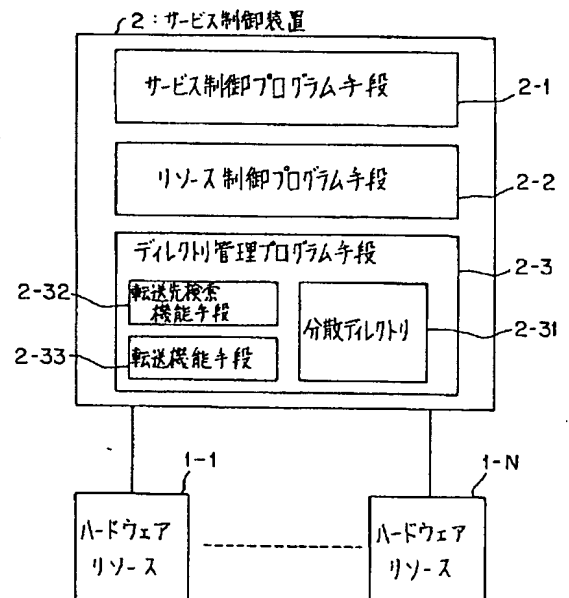 2：サービス制御装置
サービス制御プログラム手段
2-1
リソース制御プログラム手段
2-2
ディレクトリ管理プログラム手段
2-3
2-32
転送先検索
機能手段
分散ディレクトリ
2-31
2-33
転送機能手段
1-1
1-N
ハードウェア
リソース
ハードウェア
リソース